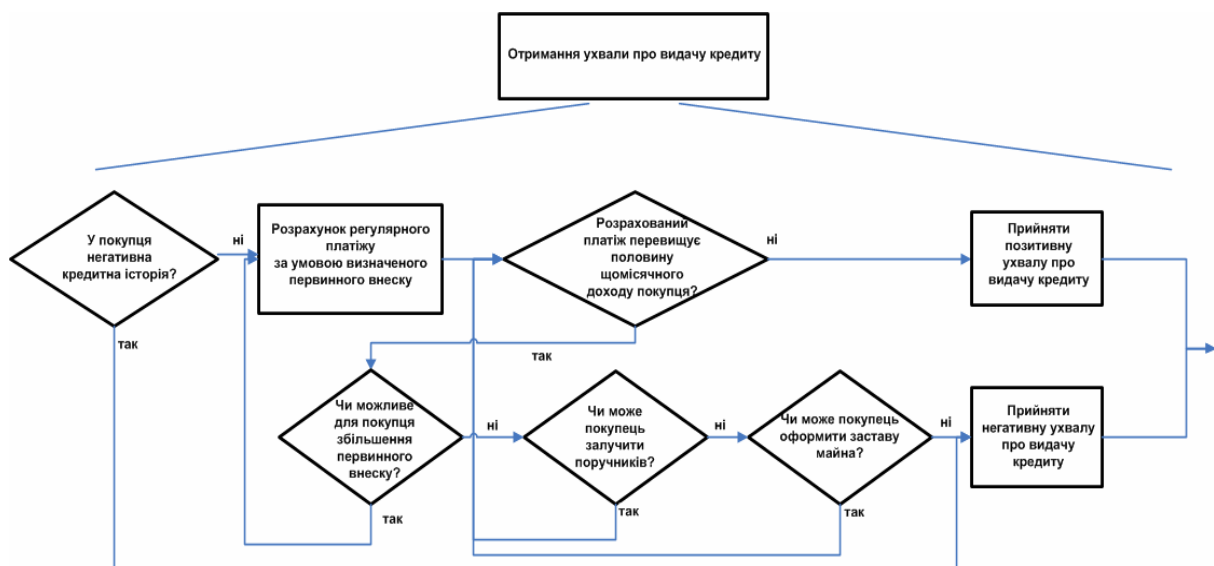 Отримання ухвали про видачу кредиту
У покупця
негативна
кредитна історія?
ні
Розрахунок регулярного
платіжу
за умовою визначеного
первинного внеску
Розрахований
платіж перевищує
половину
щомісячного
доходу покупця?
ні
Прийняти
позитивну
ухвалу про
видачу кредиту
так
так
Чи можливе
для покупця
збільшення
первинного
внеску?
ні
Чи може
покупець
залучити
поручників?
ні
Чи може покупець
оформити заставу
майна?
ні
Прийняти
негативну ухвалу
про видачу
кредиту
так
так
так